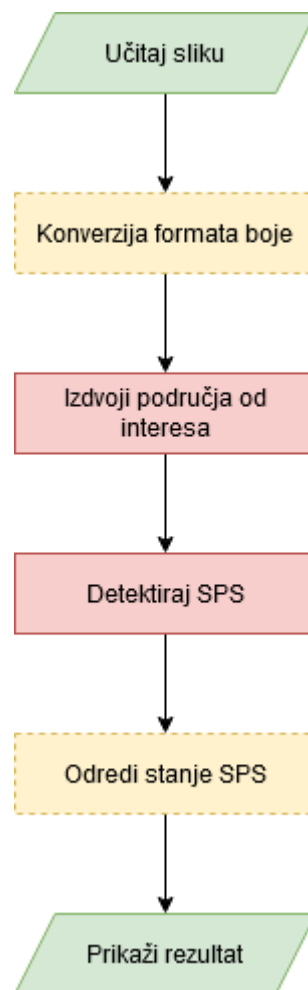 Učitaj sliku
Konverzija formata boje
Izdvoji područja od
interesa
Detektiraj SPS
Odredi stanje SPS
Prikaži rezultat